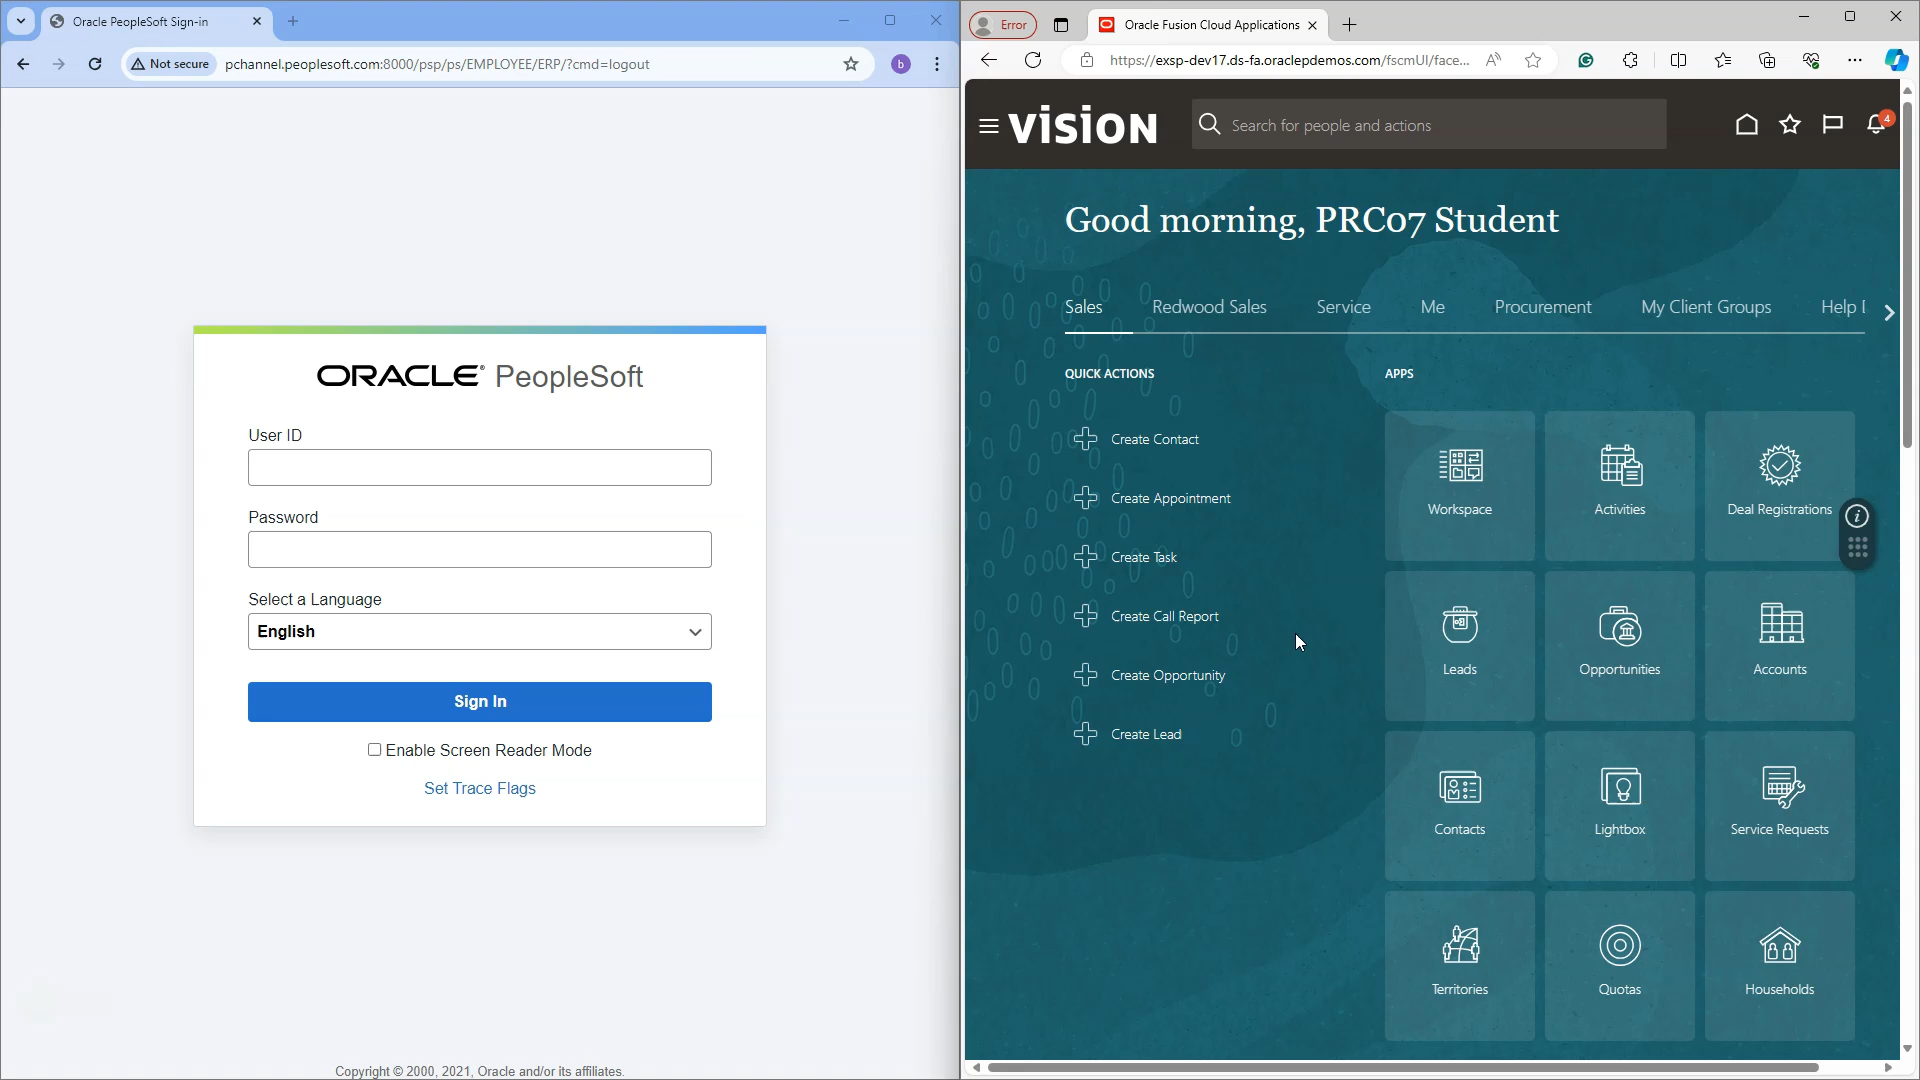 Oracle PeopleSoft Sign-in
Not secure
pchannel.peoplesoft.com:8000/psp/ps/EMPLOYEE/ERP/?cmd=logout
b
ORACLE® PeopleSoft
User ID
Password
Select a Language
English
Sign In
Enable Screen Reader Mode
Set Trace Flags
Copyright © 2000, 2021, Oracle and/or its affiliates.
Error
Oracle Fusion Cloud Applications
https://exsp-dev17.ds-fa.oraclepdemos.com/fscmUI/face...
VISION
Search for people and actions
4
Good morning, PRC07 Student
Sales
Redwood Sales
Service
Me
Procurement
My Client Groups
Help
QUICK ACTIONS
Create Contact
Create Appointment
Create Task
Create Call Report
Create Opportunity
Create Lead
APPS
Workspace
Activities
Deal Registrations
Leads
Opportunities
Accounts
Contacts
Lightbox
Service Requests
Territories
Quotas
Households